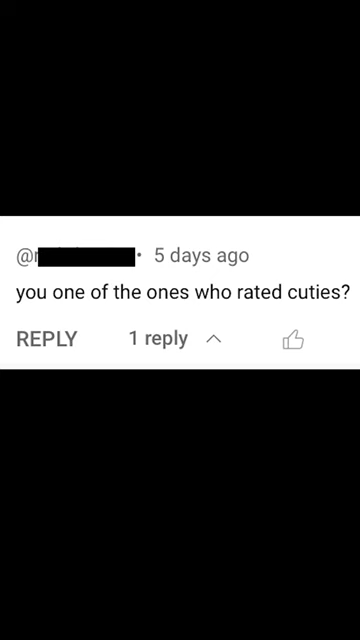 @r • 5 days ago
you one of the ones who rated cuties?
REPLY 1 reply